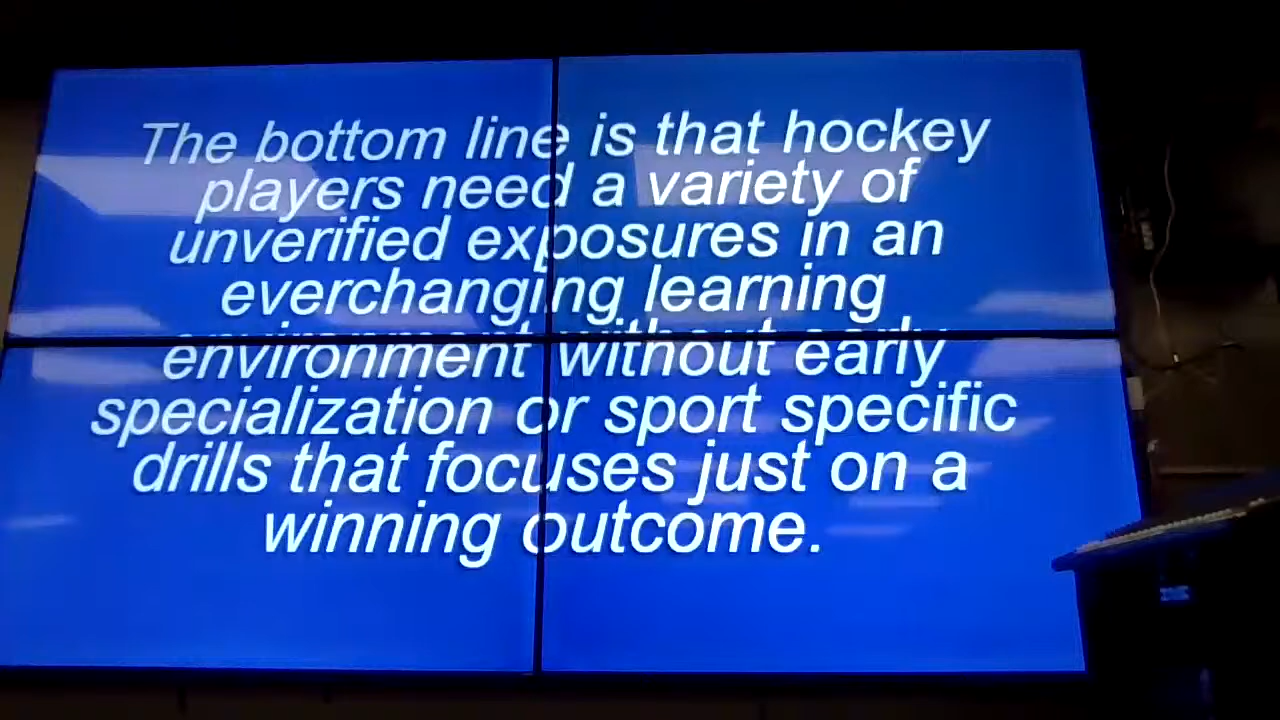 The bottom line is that hockey
players need a variety of
unverified exposures in an
everchanging learning
environment without early
specialization or sport specific
drills that focuses just on a
winning outcome.